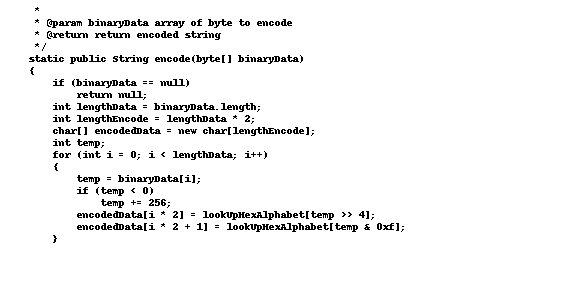 *
* @param binaryData array of byte to encode
* @return return encoded string
*/
static public String encode(byte[] binaryData)
{
if (binaryData == null)
return null;
int lengthData = binaryData.length;
int lengthEncode = lengthData * 2;
char[] encodedData = new char[lengthEncode];
int temp;
for (int i = 0; i < lengthData; i++)
{
temp = binaryData[i];
if (temp < 0)
temp += 256;
encodedData[i * 2] = lookUpHexAlphabet[temp >> 4];
encodedData[i * 2 + 1] = lookUpHexAlphabet[temp & 0xf];
}